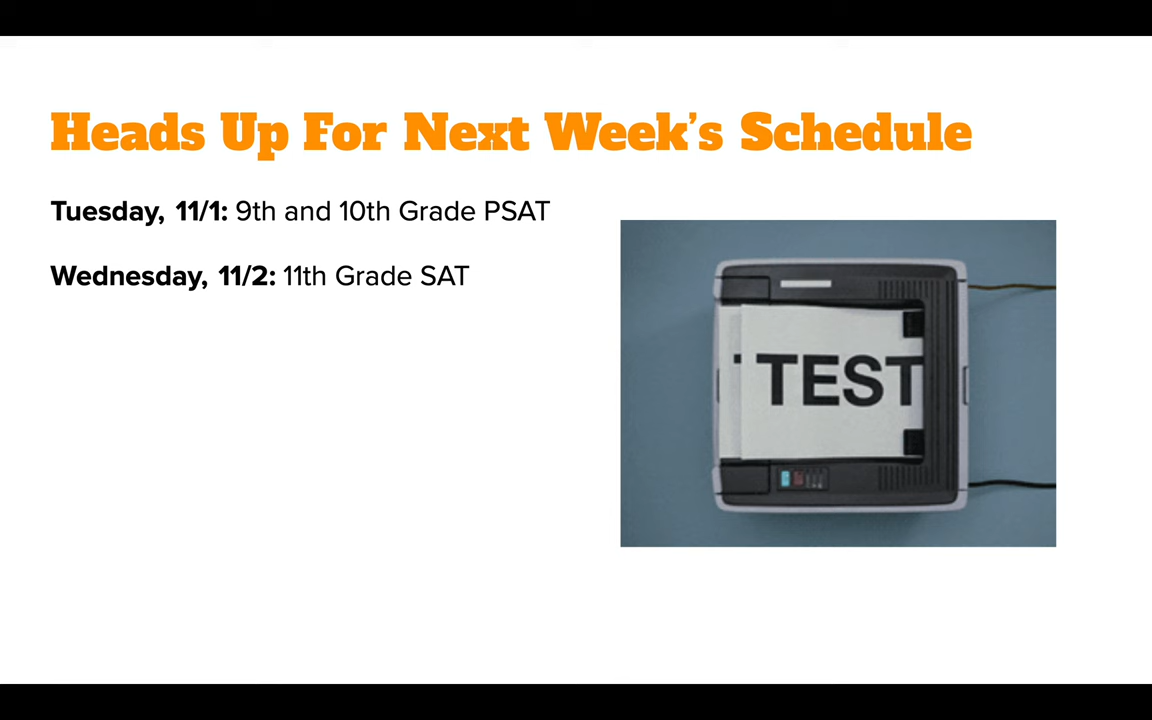 Heads Up For Next Week’s Schedule
Tuesday, 11/1: 9th and 10th Grade PSAT
Wednesday, 11/2: 11th Grade SAT
TEST